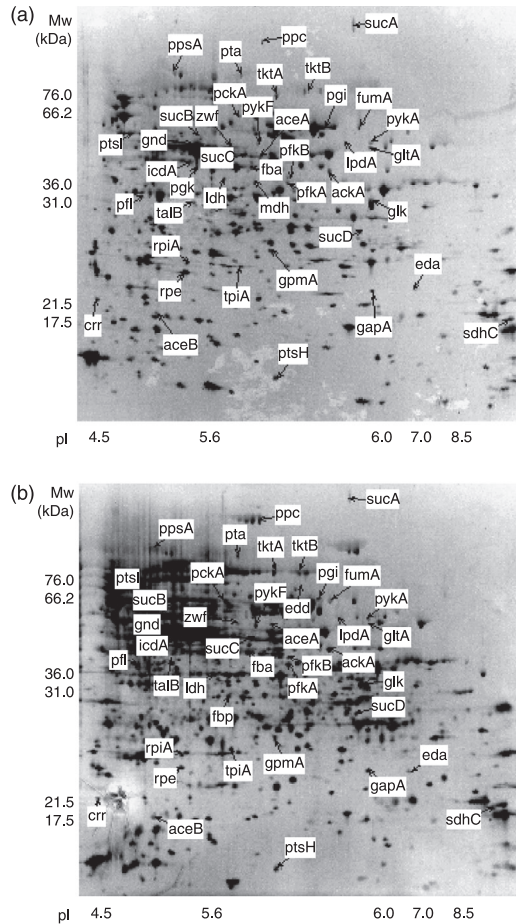 (a)
Mw
(kDa)
sucA
ppsA
pta
ppc
tktA
tktB
pgi
fumA
76.0
66.2
pckA
pykF
aceA
pykA
sucB
zwf
ptsI
gnd
sucC
pfkB
lpdA
gltA
icdA
fba
36.0
pgk
ldh
pfkA
ackA
31.0
pfl
talB
mdh
glk
sucD
rpiA
gpmA
eda
rpe
tpiA
21.5
17.5
crr
aceB
gapA
sdhC
ptsH
pI 4.5 5.6 6.0 7.0 8.5
(b)
Mw
(kDa)
sucA
ppc
ppsA
pta
tktA
tktB
76.0
66.2
ptsI
pckA
pgi
fumA
sucB
pykF
edd
pykA
gnd
zwf
aceA
lpdA
gltA
icdA
sucC
pfl
fba
pfkB
ackA
36.0
31.0
talB
ldh
pfkA
glk
fbp
sucD
rpiA
gpmA
eda
rpe
tpiA
gapA
21.5
17.5
crr
sdhC
aceB
ptsH
pI 4.5 5.6 6.0 7.0 8.5